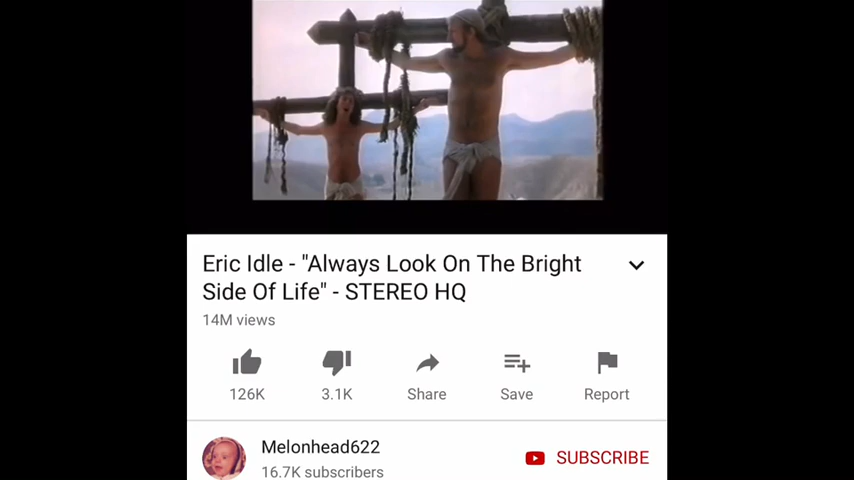 Eric Idle - "Always Look On The Bright
Side Of Life" - STEREO HQ
14M views
126K
3.1K
Share
Save
Report
Melonhead622
16.7K subscribers
SUBSCRIBE